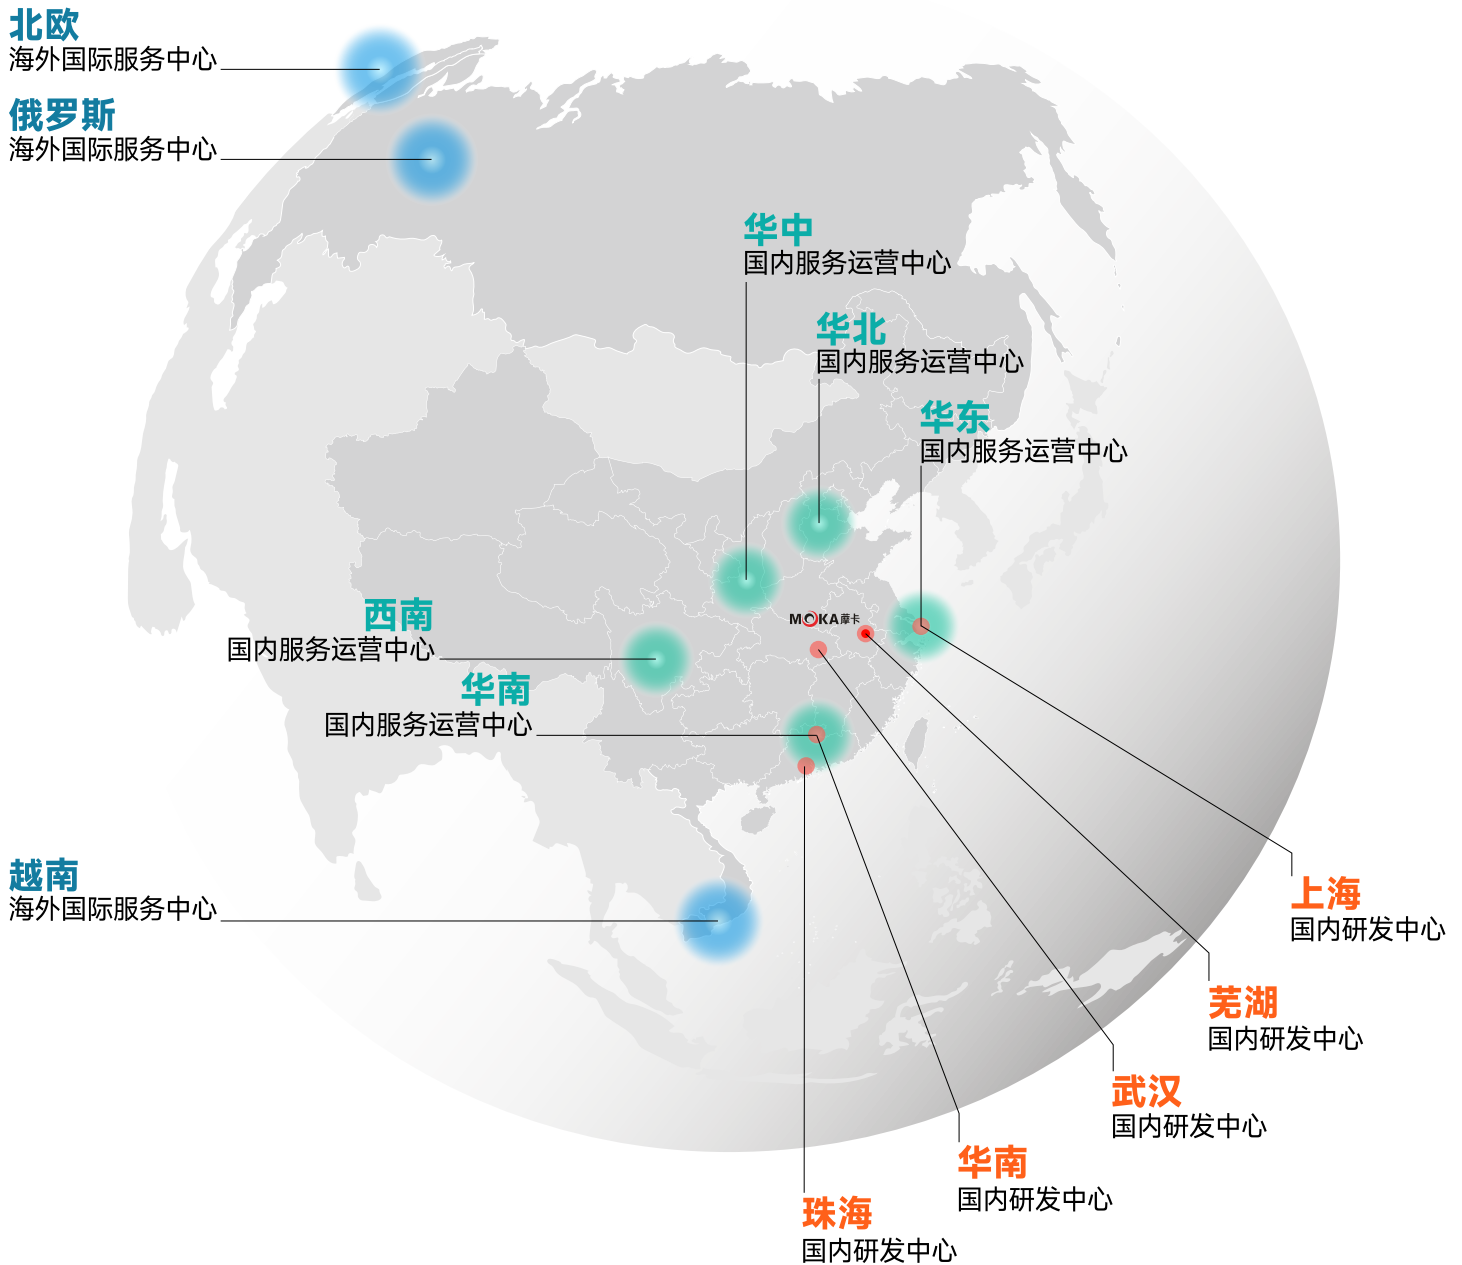 北欧
海外国际服务中心
俄罗斯
海外国际服务中心
华中
国内服务运营中心
华北
国内服务运营中心
华东
国内服务运营中心
MOKA摩卡
西南
国内服务运营中心
华南
国内服务运营中心
越南
海外国际服务中心
上海
国内研发中心
芜湖
国内研发中心
武汉
国内研发中心
华南
国内研发中心
珠海
国内研发中心